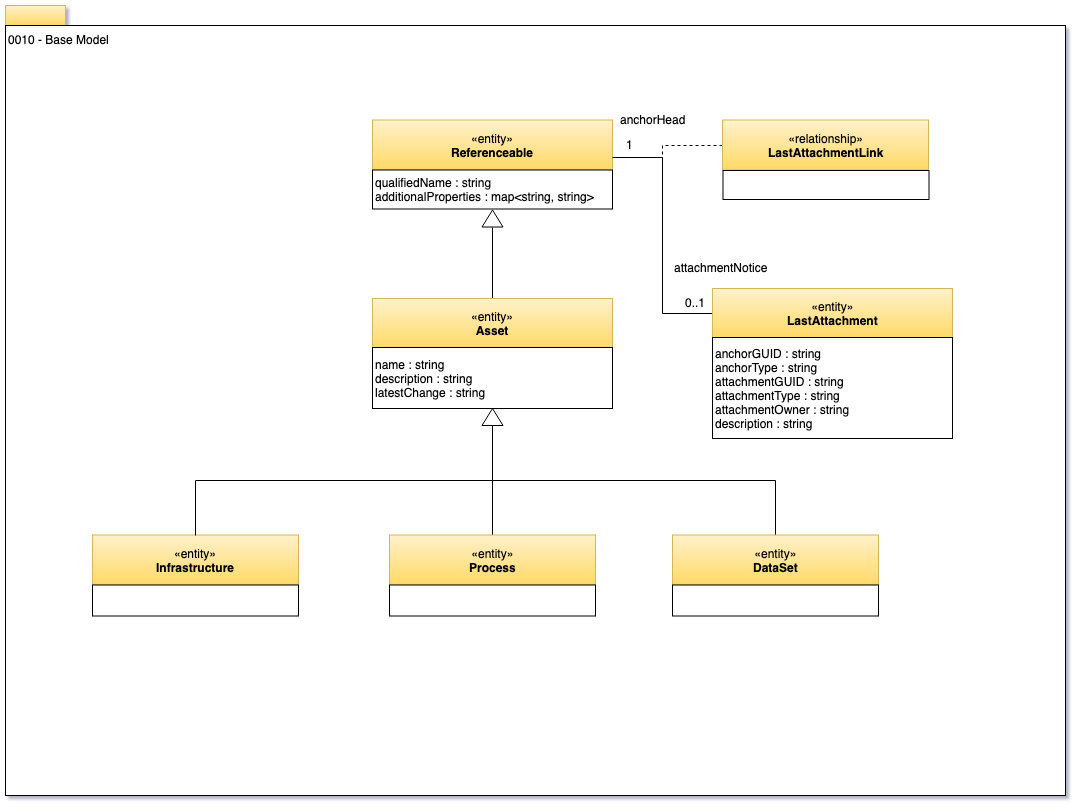 0010 - Base Model
anchorHead
1
«entity»
Referenceable
qualifiedName : string
additionalProperties : map<string, string>
«relationship»
LastAttachmentLink
attachmentNotice
0..1
«entity»
LastAttachment
anchorGUID : string
anchorType : string
attachmentGUID : string
attachmentType : string
attachmentOwner : string
description : string
«entity»
Asset
name : string
description : string
latestChange : string
«entity»
Infrastructure
«entity»
Process
«entity»
DataSet